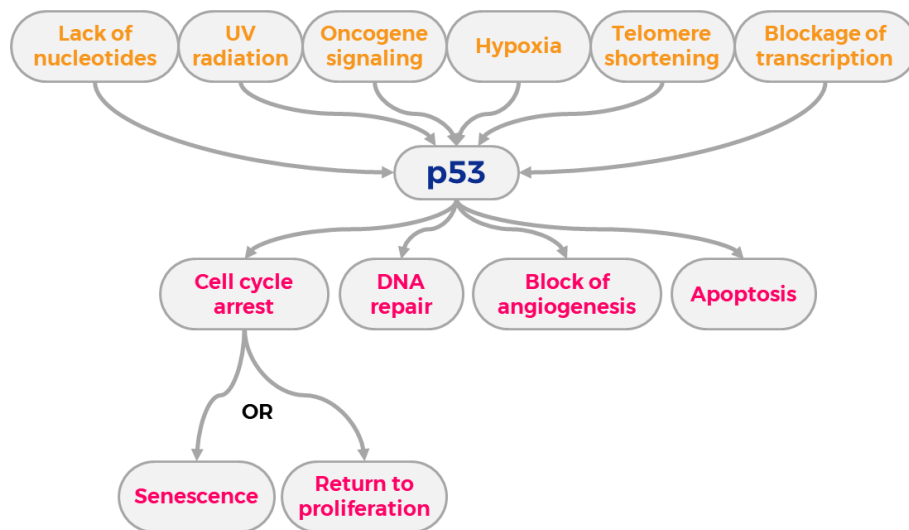 Lack of
nucleotides
UV
radiation
Oncogene
signaling
Hypoxia
Telomere
shortening
Blockage of
transcription
p53
Cell cycle
arrest
DNA
repair
Block of
angiogenesis
Apoptosis
OR
Senescence
Return to
proliferation